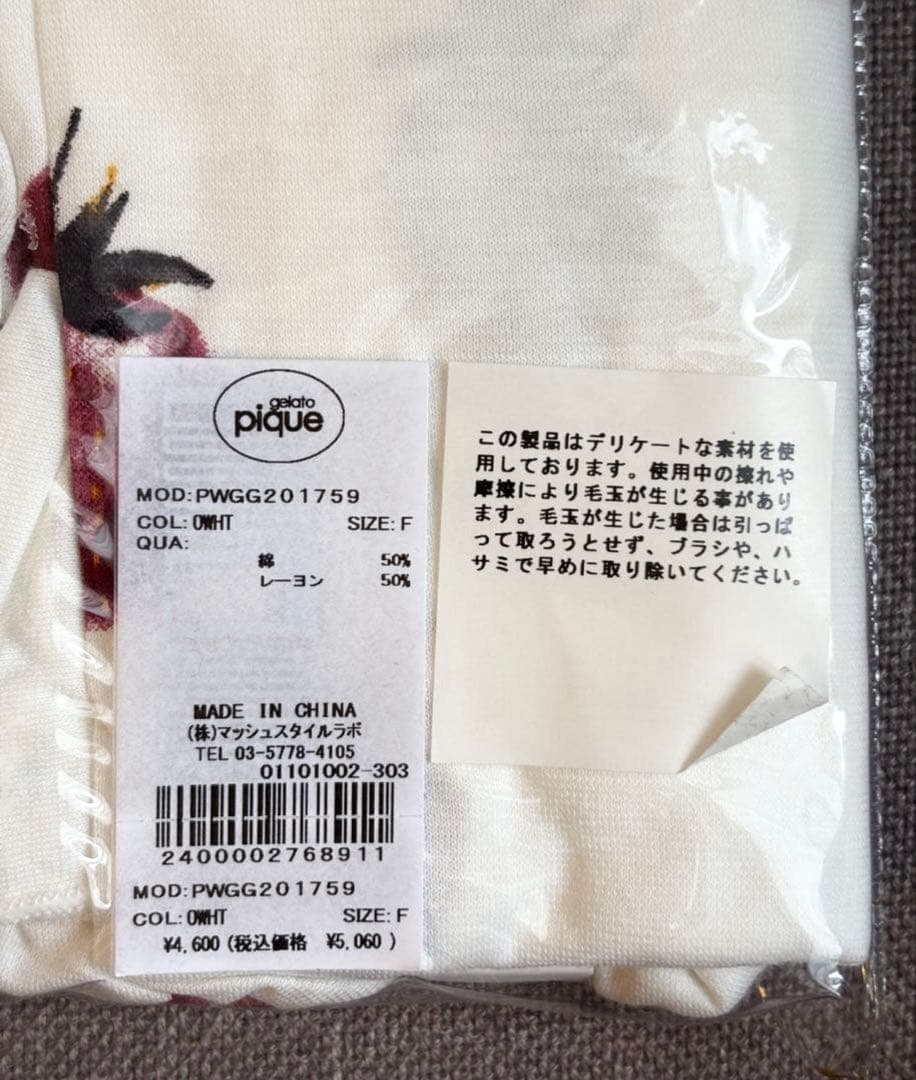 gelato
pique
MOD:PWGG201759
COL:OWHT SIZE:F
QUA:
綿 50%
レーヨン 50%
MADE IN CHINA
(株)マッシュスタイルラボ
TEL 03-5778-4105
01101002-303
2400002768911
MOD:PWGG201759
COL:OWHT SIZE:F
¥4,600(税込価格 ¥5,060 )
この製品はデリケートな素材を使
用しております。使用中の擦れや
摩擦により毛玉が生じる事があり
ます。毛玉が生じた場合は引っぱ
って取ろうとせず、ブラシや、ハ
サミで早めに取り除いてください。